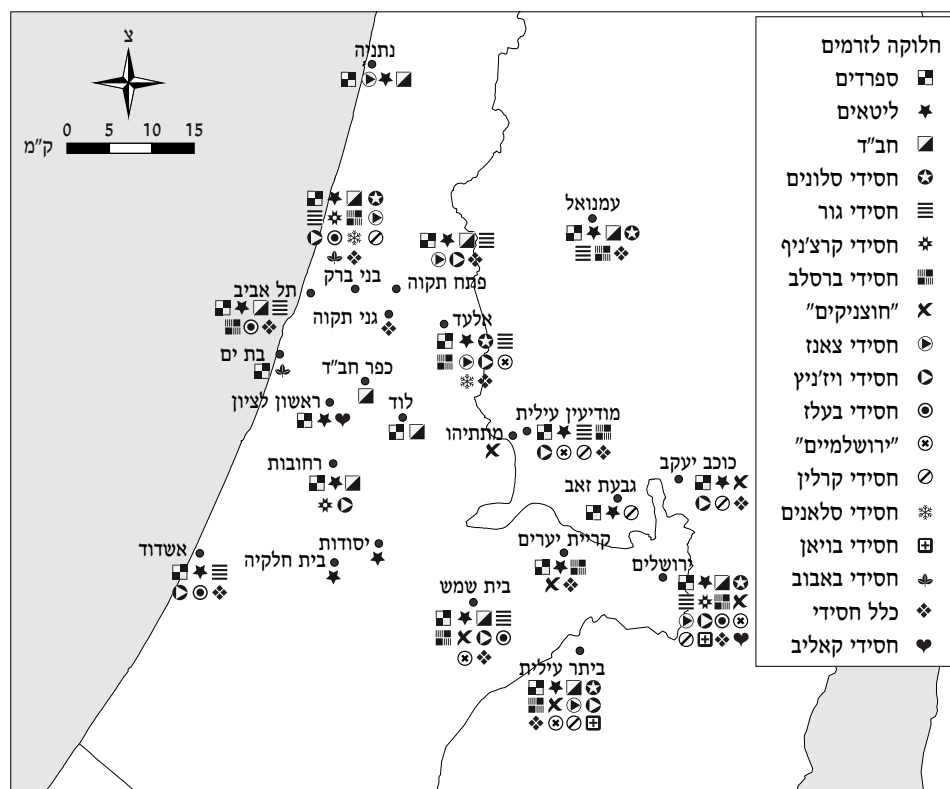 צ
0 5 10 15
ק"מ
חלוקה לזרמים
ספרדים
ליטאים
חב"ד
חסידי סלונים
חסידי גור
חסידי קרצ'ניף
חסידי ברסלב
"חוצניקים"
חסידי צאנז
חסידי ויז'ניץ
חסידי בעלז
"ירושלמיים"
חסידי קרלין
חסידי סלאנים
חסידי בויאן
חסידי באבוב
כלל חסידי
חסידי קאליב
נתניה
עמנואל
בני ברק
פתח תקוה
תל אביב
גני תקוה
אלעד
בת ים
כפר חב"ד
ראשון לציון
לוד
מודיעין עילית
מתתיהו
רחובות
כוכב יעקב
גבעת זאב
אשדוד
יסודות
בית חלקיה
קריית יערים
ירושלים
בית שמש
ביתר עילית